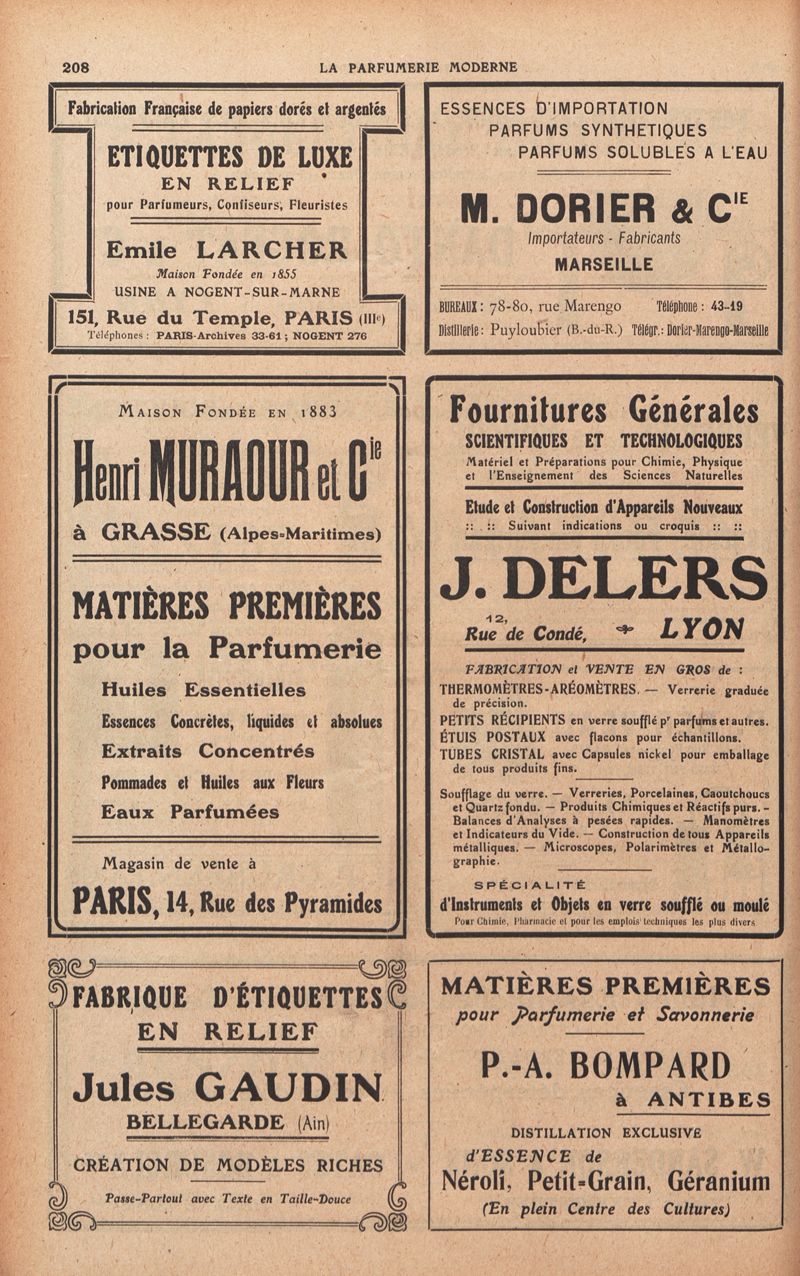 208
LA PARFUMERIE MODERNE
Fabrication Française de papiers dorés et argentés
ETIQUETTES DE LUXE
EN RELIEF
pour Parfumeurs, Confiseurs, Fleuristes
Emile LARCHER
Maison Fondée en 1855
USINE A NOGENT-SUR-MARNE
151, Rue du Temple, PARIS (IIIe)
Téléphones : PARIS-Archives 33-61 ; NOGENT 276
ESSENCES D'IMPORTATION
PARFUMS SYNTHETIQUES
PARFUMS SOLUBLES A L'EAU
M. DORIER & CIE
Importateurs - Fabricants
MARSEILLE
BUREAUX : 78-80, rue Marengo Téléphone : 43-19
Distillerie : Puyloubier (B.-du-R.) Télégr. : Dorier-Marengo-Marseille
MAISON FONDÉE EN 1883
Henri MURAOUR et Cie
à GRASSE (Alpes-Maritimes)
MATIÈRES PREMIÈRES
pour la Parfumerie
Huiles Essentielles
Essences Concrètes, liquides et absolues
Extraits Concentrés
Pommades et Huiles aux Fleurs
Eaux Parfumées
Magasin de vente à
PARIS, 14, Rue des Pyramides
Fournitures Générales
SCIENTIFIQUES ET TECHNOLOGIQUES
Matériel et Préparations pour Chimie, Physique
et l'Enseignement des Sciences Naturelles
Etude et Construction d'Appareils Nouveaux
:: :: Suivant indications ou croquis :: ::
J. DELERS
12,
Rue de Condé, LYON
FABRICATION et VENTE EN GROS de :
THERMOMÈTRES-ARÉOMÈTRES. — Verrerie graduée
de précision.
PETITS RÉCIPIENTS en verre soufflé pr parfums et autres.
ÉTUIS POSTAUX avec flacons pour échantillons.
TUBES CRISTAL avec Capsules nickel pour emballage
de tous produits fins.
Soufflage du verre. — Verreries, Porcelaines, Caoutchoucs
et Quartz fondu. — Produits Chimiques et Réactifs purs. -
Balances d'Analyses à pesées rapides. — Manomètres
et Indicateurs du Vide. — Construction de tous Appareils
métalliques. — Microscopes, Polarimètres et Métallo-
graphie.
SPÉCIALITÉ
d'Instruments et Objets en verre soufflé ou moulé
Pour Chimie, Pharmacie et pour les emplois techniques les plus divers
FABRIQUE D'ÉTIQUETTES
EN RELIEF
Jules GAUDIN
BELLEGARDE (Ain)
CRÉATION DE MODÈLES RICHES
Passe-Partout avec Texte en Taille-Douce
MATIÈRES PREMIÈRES
pour Parfumerie et Savonnerie
P.-A. BOMPARD
à ANTIBES
DISTILLATION EXCLUSIVE
d'ESSENCE de
Néroli, Petit-Grain, Géranium
(En plein Centre des Cultures)